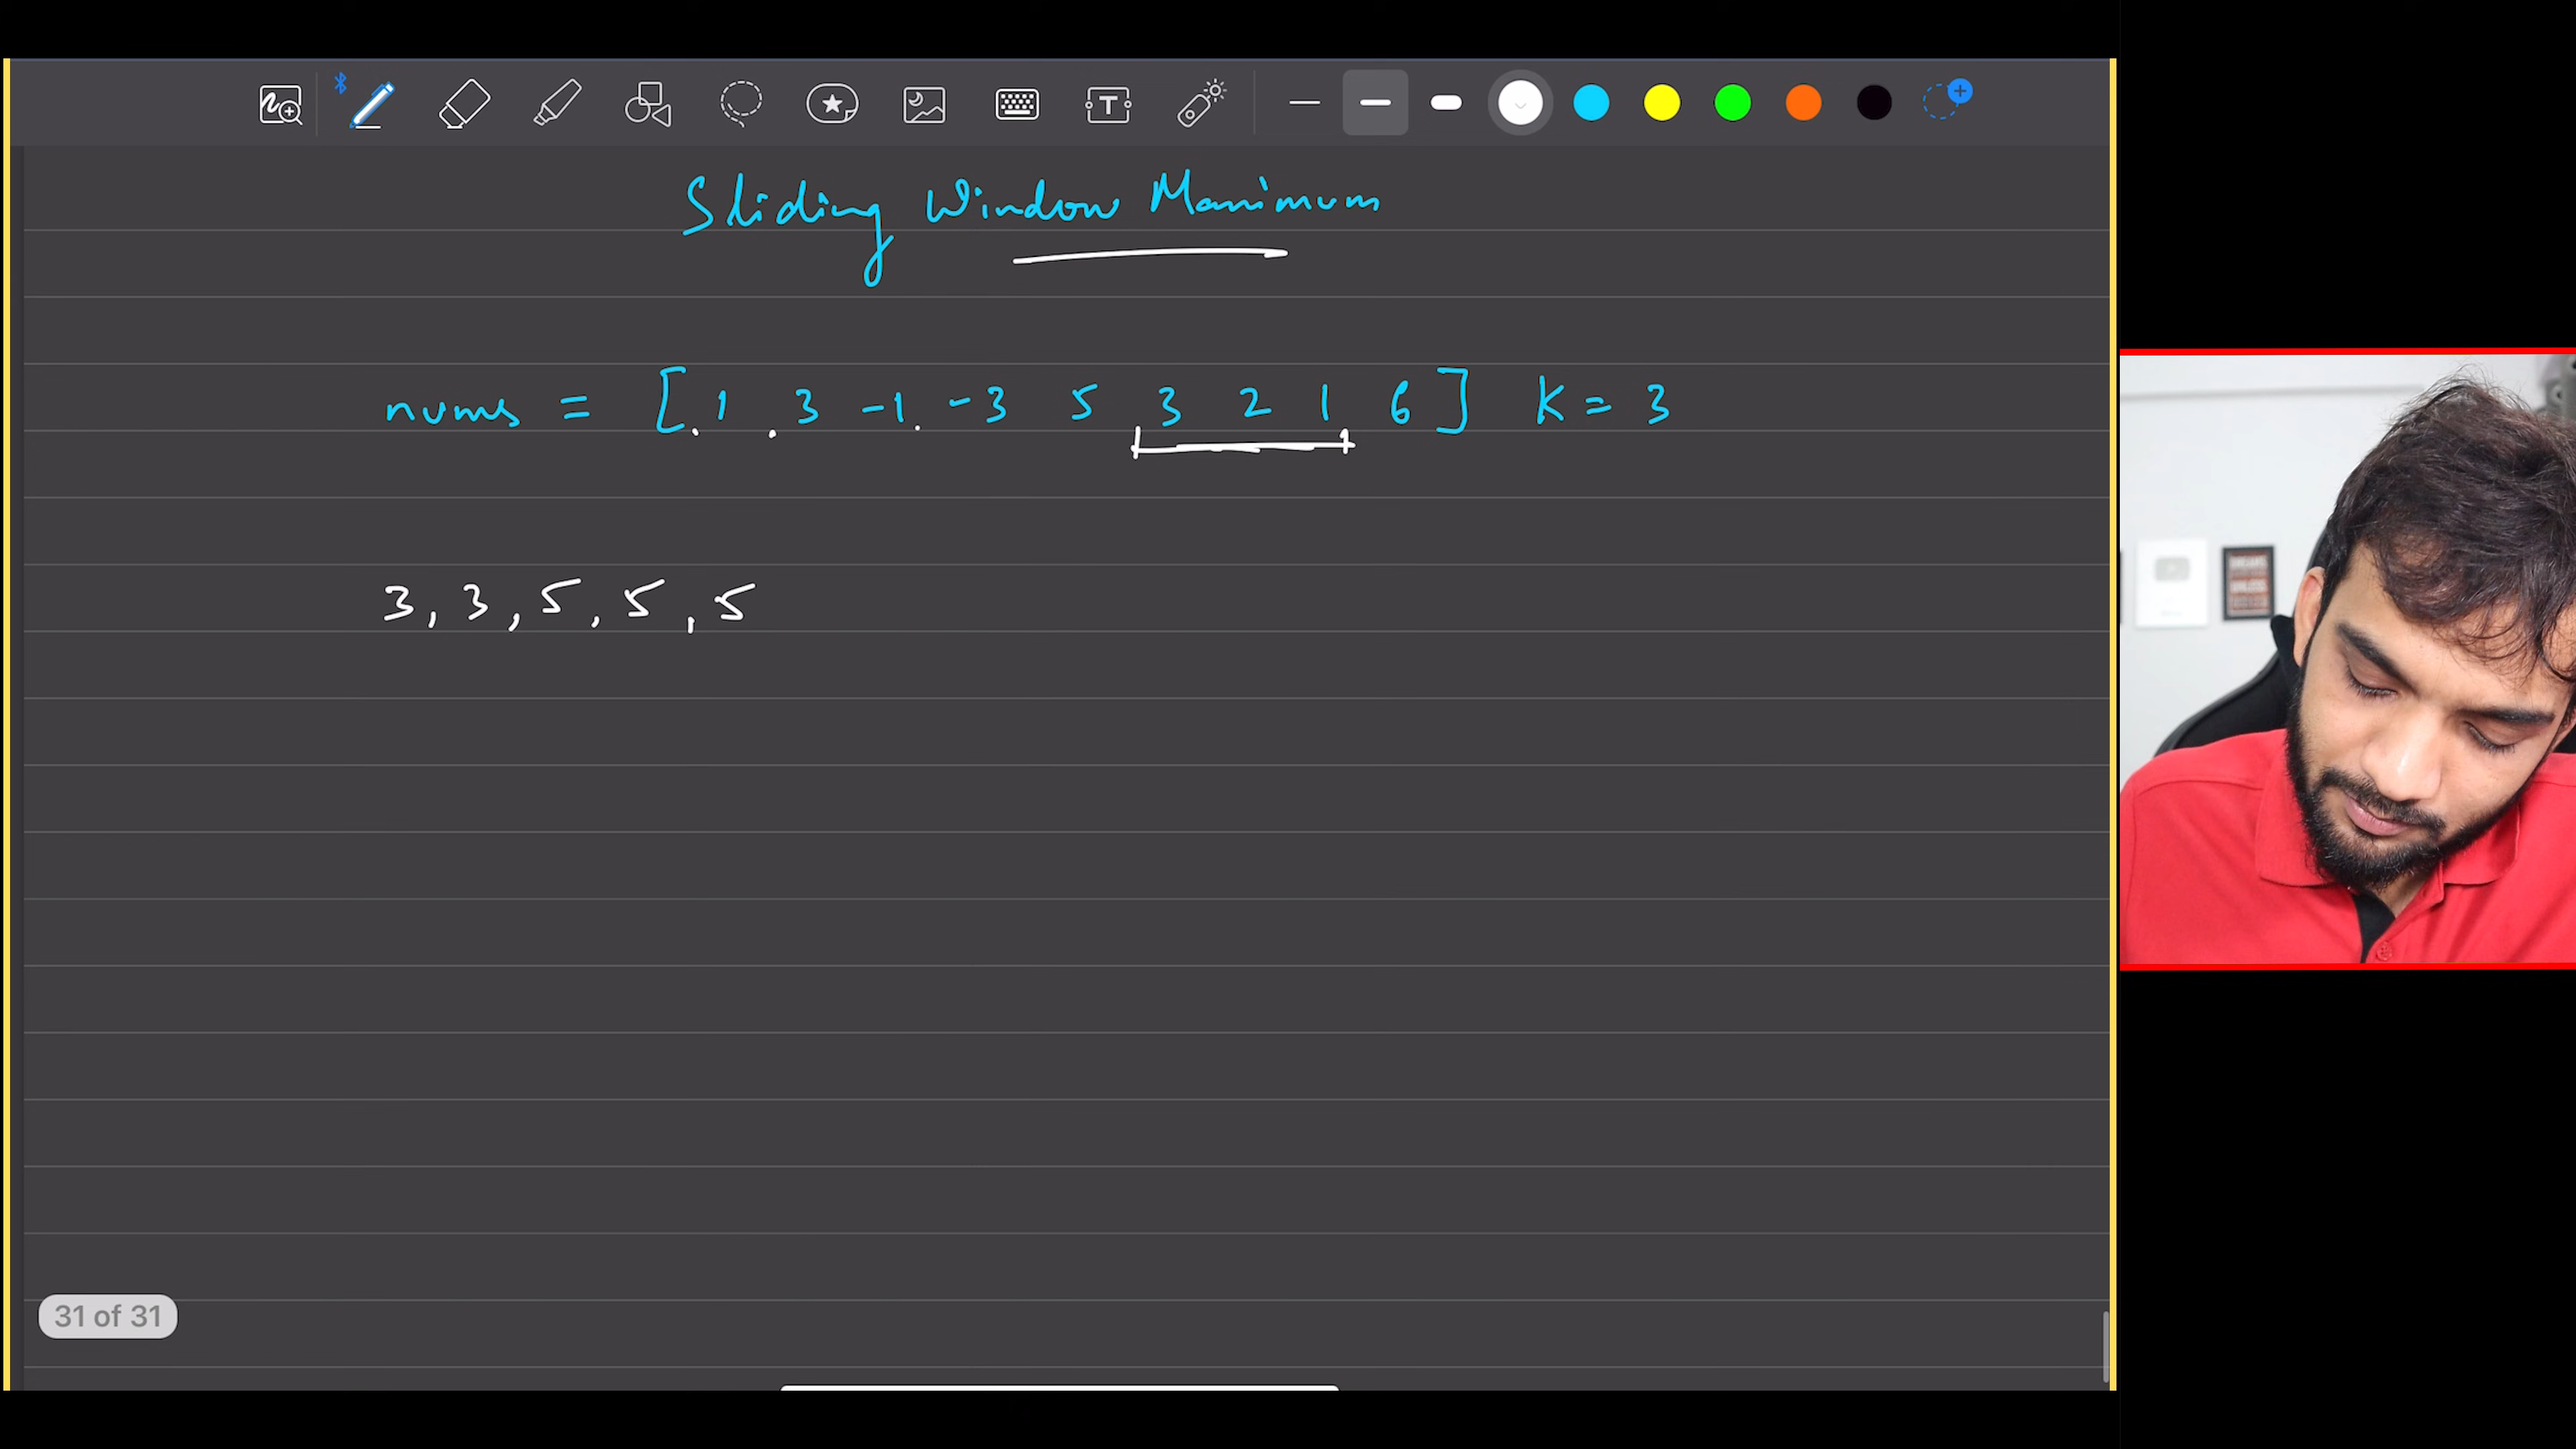 Sliding Window Maximum
nums = [ 1 3 -1 -3 5 3 2 1 6 ] K = 3
3, 3, 5, 5, 5
31 of 31